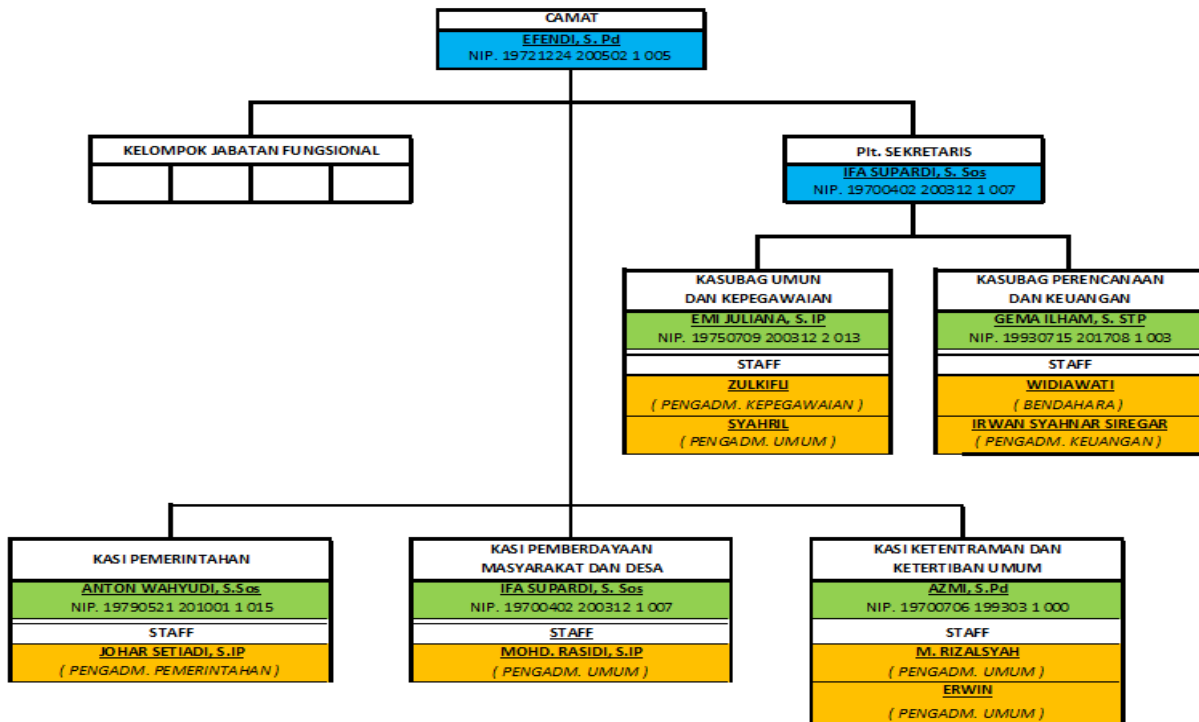 CAMAT
EFENDI, S. Pd
NIP. 19721224 200502 1 005
KELOMPOK JABATAN FUNGSIONAL
Plt. SEKRETARIS
IFA SUPARDI, S. Sos
NIP. 19700402 200312 1 007
KASUBAG UMUN
DAN KEPEGAWAIAN
EMI JULIANA, S. IP
NIP. 19750709 200312 2 013
STAFF
ZULKIFLI
( PENGADM. KEPEGAWAIAN )
SYAHRIL
( PENGADM. UMUM )
KASUBAG PERENCANAAN
DAN KEUANGAN
GEMA ILHAM, S. STP
NIP. 19930715 201708 1 003
STAFF
WIDIAWATI
( BENDAHARA )
IRWAN SYAHNAR SIREGAR
( PENGADM. KEUANGAN )
KASI PEMERINTAHAN
ANTON WAHYUDI, S.Sos
NIP. 19790521 201001 1 015
STAFF
JOHAR SETIADI, S.IP
( PENGADM. PEMERINTAHAN )
KASI PEMBERDAYAAN
MASYARAKAT DAN DESA
IFA SUPARDI, S. Sos
NIP. 19700402 200312 1 007
STAFF
MOHD. RASIDI, S.IP
( PENGADM. UMUM )
KASI KETENTRAMAN DAN
KETERTIBAN UMUM
AZMI, S.Pd
NIP. 19700706 199303 1 000
STAFF
M. RIZALSYAH
( PENGADM. UMUM )
ERWIN
( PENGADM. UMUM )